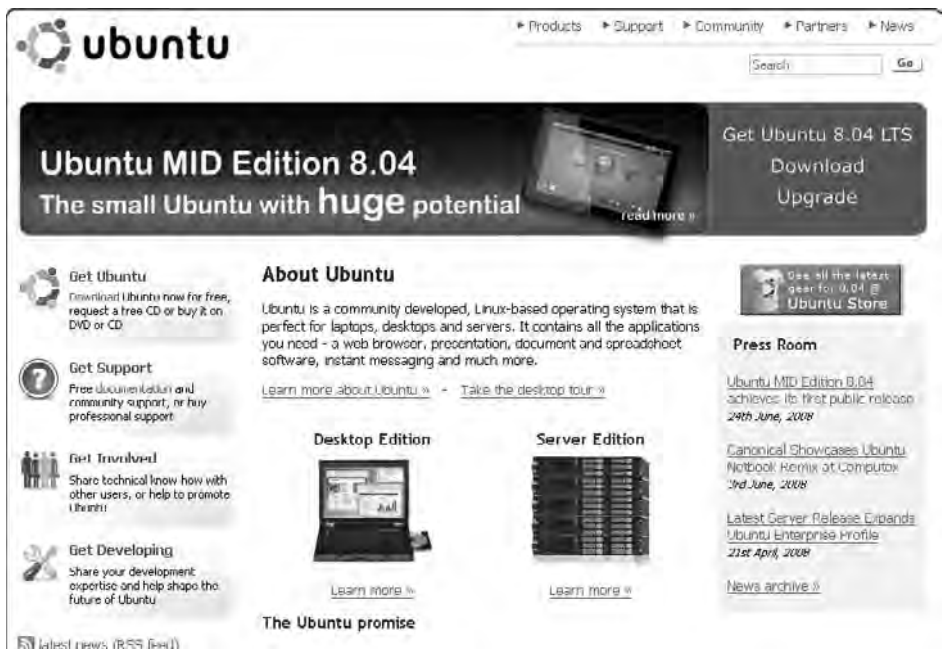 ubuntu
Products Support Community Partners News
Search Go
Ubuntu MID Edition 8.04
The small Ubuntu with huge potential
read more »
Get Ubuntu 8.04 LTS
Download
Upgrade
Get Ubuntu
Download Ubuntu now for free,
request a free CD or buy it on
DVD or CD
Get Support
Free documentation and
community support, or buy
professional support
Get Involved
Share technical know how with
other users, or help to promote
Ubuntu
Get Developing
Share your development
expertise and help shape the
future of Ubuntu
latest news (RSS feed)
About Ubuntu
Ubuntu is a community developed, Linux-based operating system that is
perfect for laptops, desktops and servers. It contains all the applications
you need - a web browser, presentation, document and spreadsheet
software, instant messaging and much more.
Learn more about Ubuntu » - Take the desktop tour »
Desktop Edition
Learn more »
Server Edition
Learn more »
The Ubuntu promise
See all the latest
gear for 8.04 @
Ubuntu Store
Press Room
Ubuntu MID Edition 8.04
achieves its first public release
24th June, 2008
Canonical Showcases Ubuntu
Netbook Remix at Computex
3rd June, 2008
Latest Server Release Expands
Ubuntu Enterprise Profile
21st April, 2008
News archive »